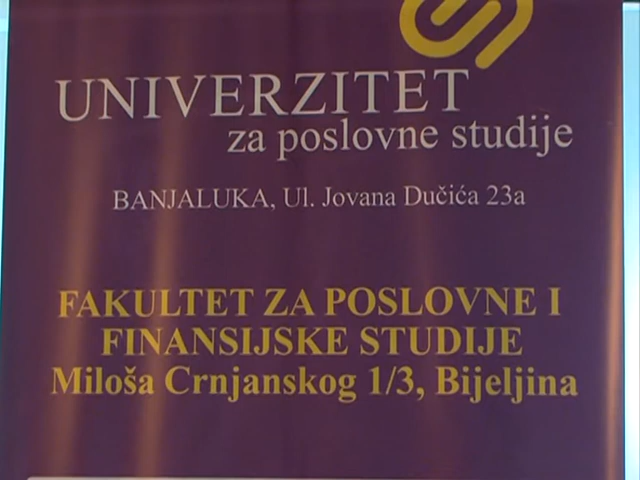 UNIVERZITET
za poslovne studije
BANJALUKA, Ul. Jovana Dučića 23a
FAKULTET ZA POSLOVNE I
FINANSIJSKE STUDIJE
Miloša Crnjanskog 1/3, Bijeljina